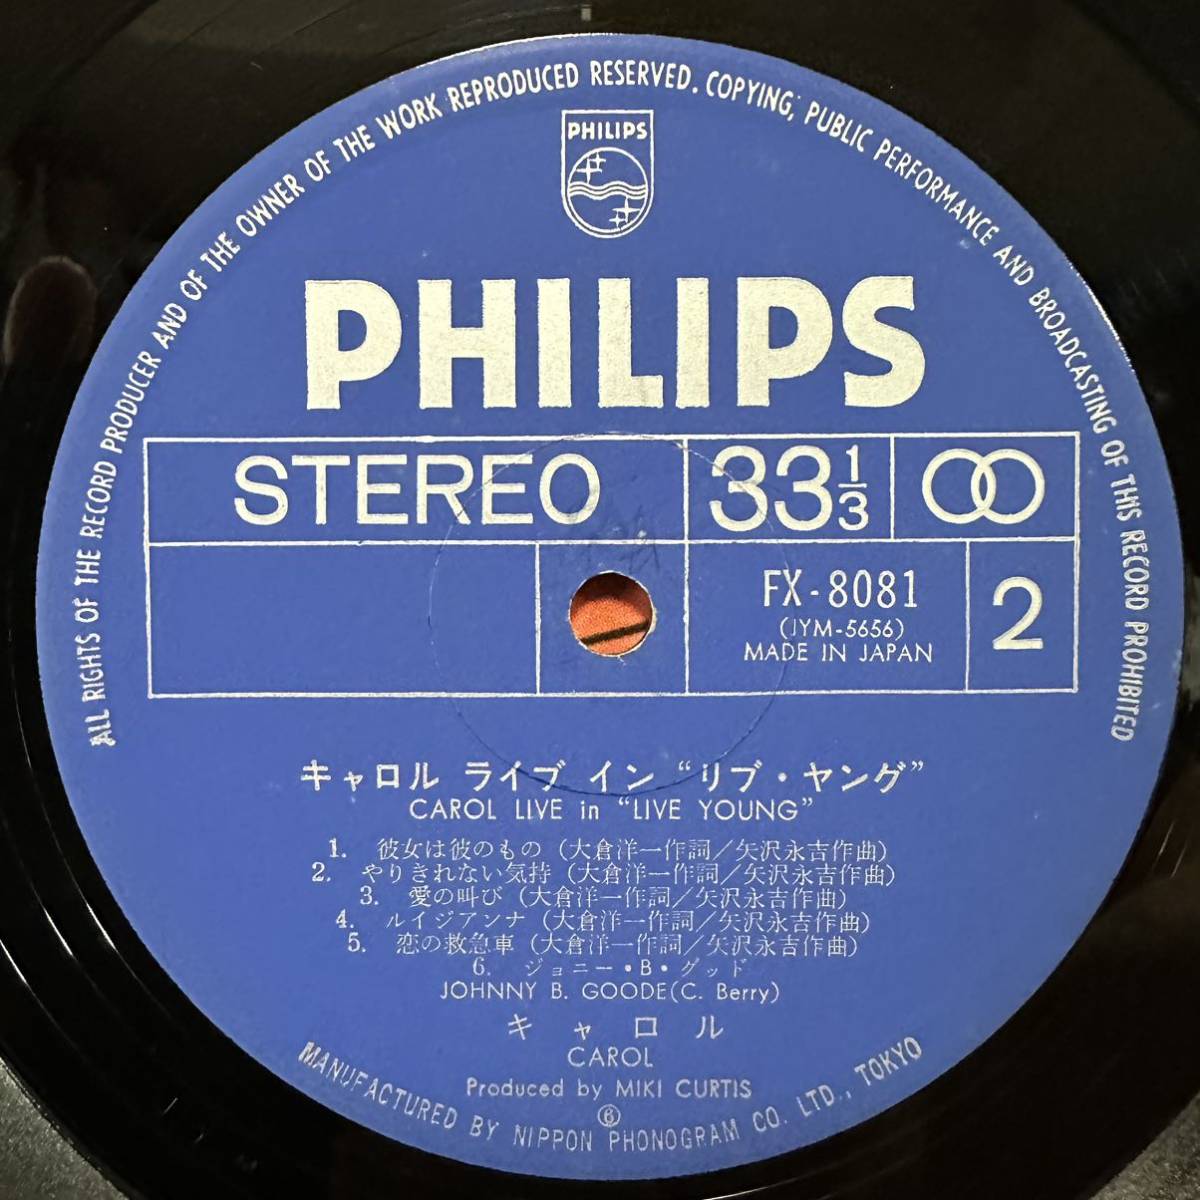 ALL RIGHTS OF THE RECORD PRODUCER AND OF THE OWNER OF THE WORK REPRODUCED RESERVED. COPYING, PUBLIC PERFORMANCE AND BROADCASTING OF THIS RECORD PROHIBITED
PHILIPS
PHILIPS
STEREO 33 1/3
FX-8081
(JYM-5656)
MADE IN JAPAN
2
キャロル ライブ イン “リブ・ヤング”
CAROL LIVE in “LIVE YOUNG”
1. 彼女は彼のもの (大倉洋一作詞/矢沢永吉作曲)
2. やりきれない気持 (大倉洋一作詞/矢沢永吉作曲)
3. 愛の叫び (大倉洋一作詞/矢沢永吉作曲)
4. ルイジアンナ (大倉洋一作詞/矢沢永吉作曲)
5. 恋の救急車 (大倉洋一作詞/矢沢永吉作曲)
6. ジョニー・B・グッド
JOHNNY B. GOODE (C. Berry)
キャロル
CAROL
Produced by MIKI CURTIS
⑥
MANUFACTURED BY NIPPON PHONOGRAM CO. LTD., TOKYO